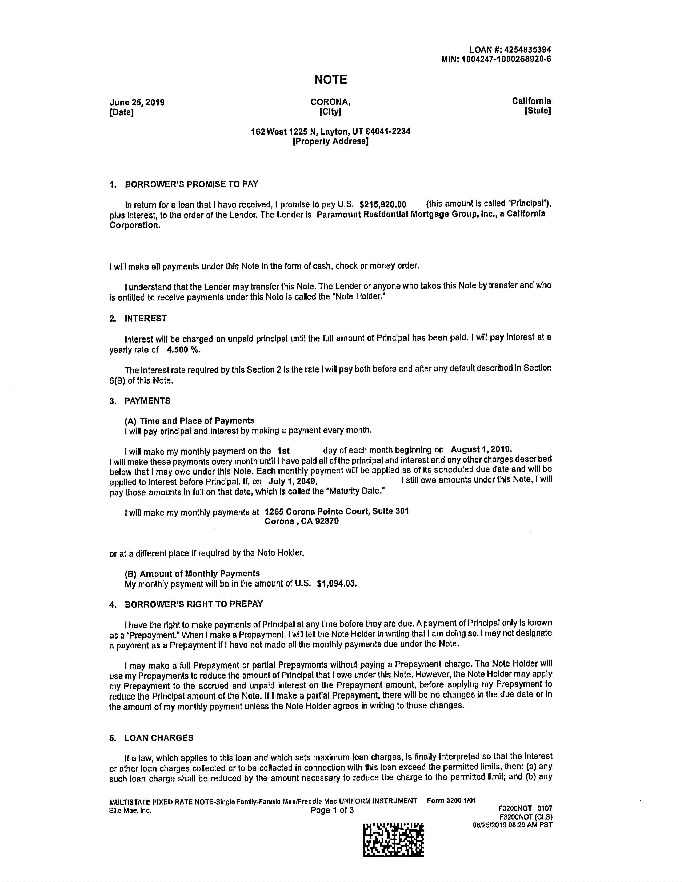 LOAN #: 4254835394
MIN: 1004247-1000268920-6
NOTE
June 25, 2019 CORONA, California
[Date] [City] [State]
162 West 1225 N, Layton, UT 84041-2234
[Property Address]
1. BORROWER'S PROMISE TO PAY
In return for a loan that I have received, I promise to pay U.S. $215,920.00 (this amount is called "Principal"),
plus interest, to the order of the Lender. The Lender is Paramount Residential Mortgage Group, Inc., a California
Corporation.
I will make all payments under this Note in the form of cash, check or money order.
I understand that the Lender may transfer this Note. The Lender or anyone who takes this Note by transfer and who
is entitled to receive payments under this Note is called the "Note Holder."
2. INTEREST
Interest will be charged on unpaid principal until the full amount of Principal has been paid. I will pay interest at a
yearly rate of 4.500 %.
The interest rate required by this Section 2 is the rate I will pay both before and after any default described in Section
6(B) of this Note.
3. PAYMENTS
(A) Time and Place of Payments
I will pay principal and interest by making a payment every month.
I will make my monthly payment on the 1st day of each month beginning on August 1, 2019.
I will make these payments every month until I have paid all of the principal and interest and any other charges described
below that I may owe under this Note. Each monthly payment will be applied as of its scheduled due date and will be
applied to interest before Principal. If, on July 1, 2049, I still owe amounts under this Note, I will
pay those amounts in full on that date, which is called the "Maturity Date."
I will make my monthly payments at 1265 Corona Pointe Court, Suite 301
Corona, CA 92879
or at a different place if required by the Note Holder.
(B) Amount of Monthly Payments
My monthly payment will be in the amount of U.S. $1,094.03.
4. BORROWER'S RIGHT TO PREPAY
I have the right to make payments of Principal at any time before they are due. A payment of Principal only is known
as a "Prepayment." When I make a Prepayment, I will tell the Note Holder in writing that I am doing so. I may not designate
a payment as a Prepayment if I have not made all the monthly payments due under the Note.
I may make a full Prepayment or partial Prepayments without paying a Prepayment charge. The Note Holder will
use my Prepayments to reduce the amount of Principal that I owe under this Note. However, the Note Holder may apply
my Prepayment to the accrued and unpaid interest on the Prepayment amount, before applying my Prepayment to
reduce the Principal amount of the Note. If I make a partial Prepayment, there will be no changes in the due date or in
the amount of my monthly payment unless the Note Holder agrees in writing to those changes.
5. LOAN CHARGES
If a law, which applies to this loan and which sets maximum loan charges, is finally interpreted so that the interest
or other loan charges collected or to be collected in connection with this loan exceed the permitted limits, then: (a) any
such loan charge shall be reduced by the amount necessary to reduce the charge to the permitted limit; and (b) any
MULTISTATE FIXED RATE NOTE-Single Family-Fannie Mae/Freddie Mac UNIFORM INSTRUMENT Form 3200 1/01
Ellie Mae, Inc. Page 1 of 3 F3200NOT 0107
F3200NOT (CLS)
06/25/2019 08:29 AM PST